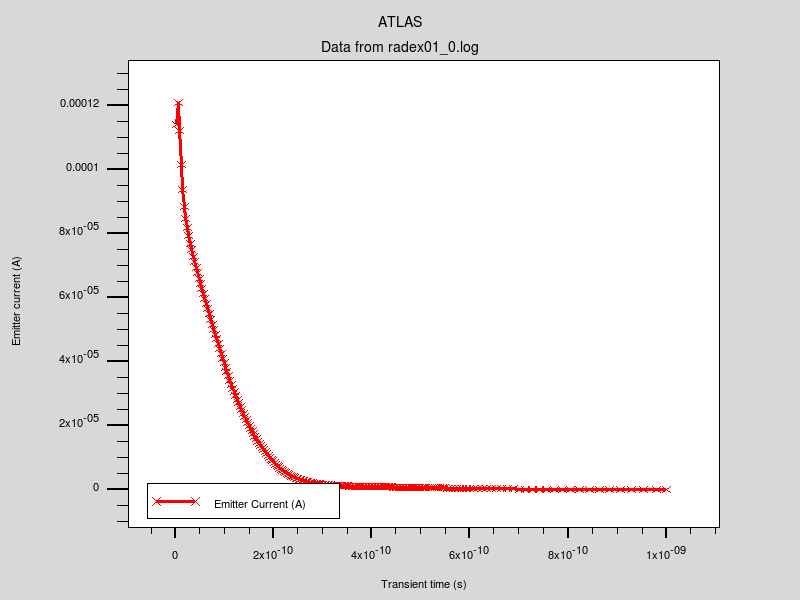 ATLAS
Data from radex01_0.log
Emitter current (A)
0.00012
0.0001
8x10-05
6x10-05
4x10-05
2x10-05
0
Emitter Current (A)
0 2x10-10 4x10-10 6x10-10 8x10-10 1x10-09
Transient time (s)